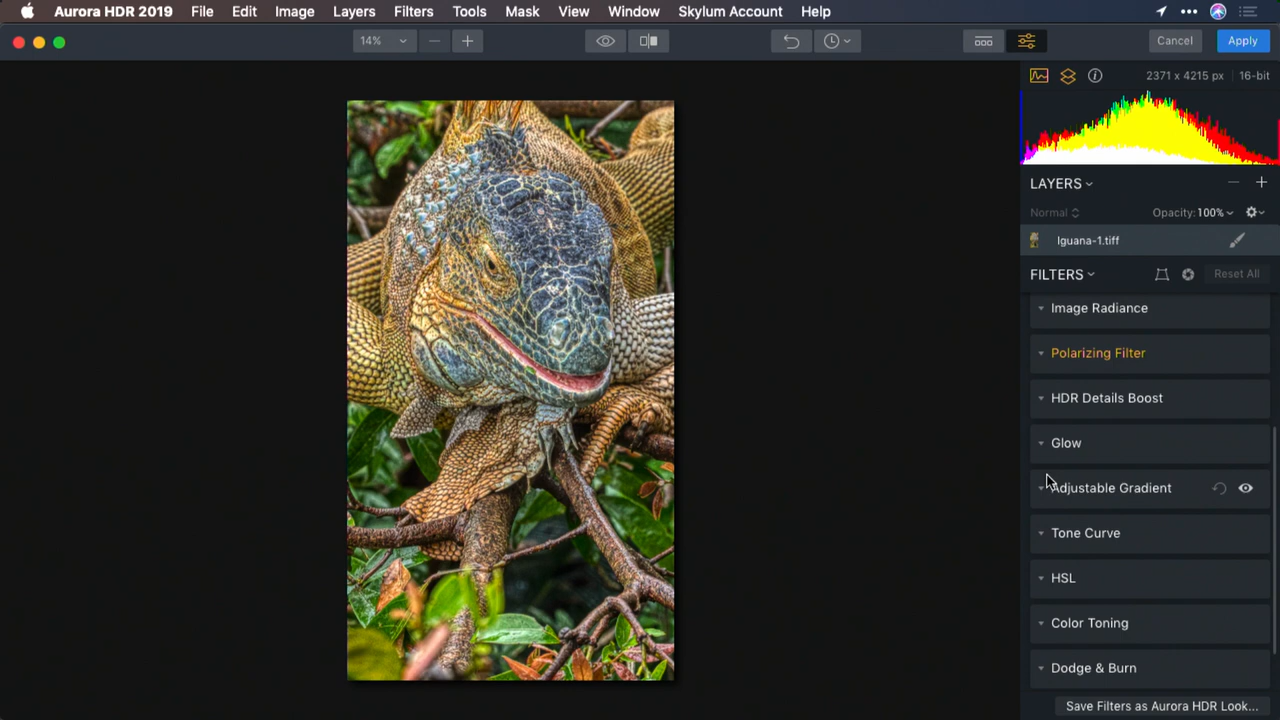 Aurora HDR 2019 File Edit Image Layers Filters Tools Mask View Window Skylum Account Help
14% Cancel Apply
2371 x 4215 px 16-bit
LAYERS
Normal Opacity: 100%
Iguana-1.tiff
FILTERS Reset All
Image Radiance
Polarizing Filter
HDR Details Boost
Glow
Adjustable Gradient
Tone Curve
HSL
Color Toning
Dodge & Burn
Save Filters as Aurora HDR Look...